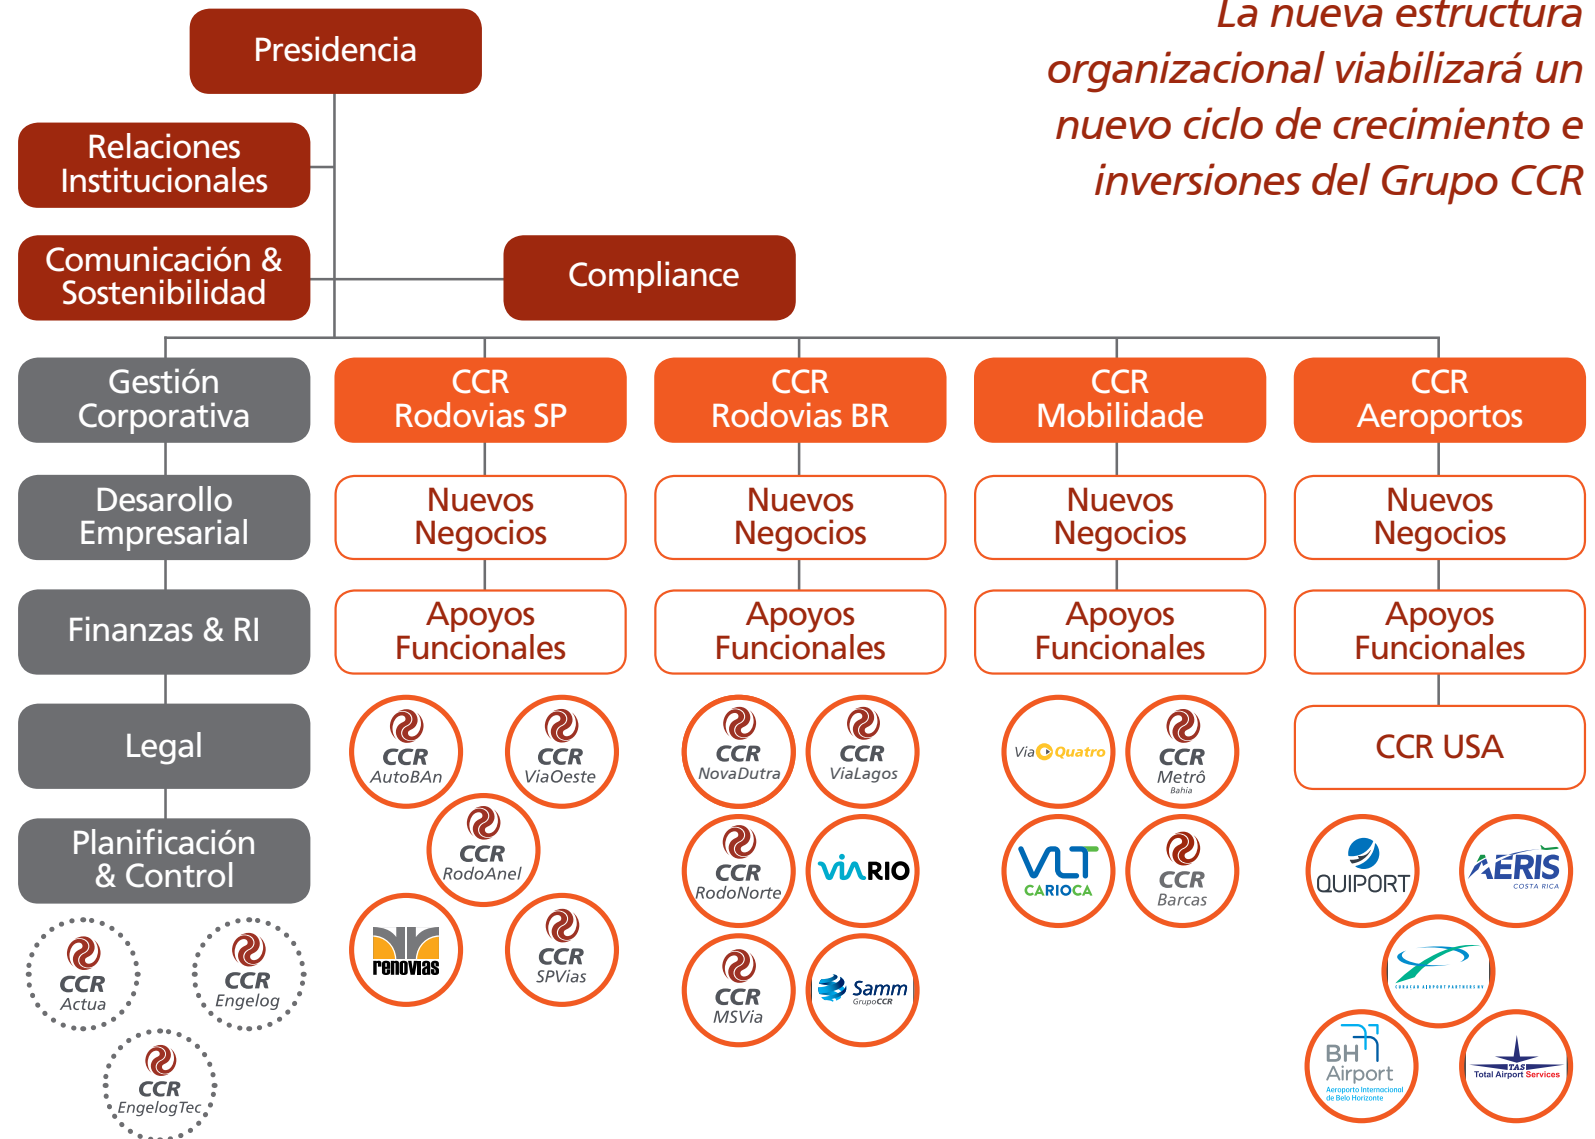 La nueva estructura
organizacional viabilizará un
nuevo ciclo de crecimiento e
inversiones del Grupo CCR
Presidencia
Relaciones
Institucionales
Comunicación &
Sostenibilidad
Compliance
Gestión
Corporativa
Desarollo
Empresarial
Finanzas & RI
Legal
Planificación
& Control
CCR
Actua
CCR
Engelog
CCR
EngelogTec
CCR
Rodovias SP
Nuevos
Negocios
Apoyos
Funcionales
CCR
AutoBAn
CCR
ViaOeste
CCR
RodoAnel
renovias
CCR
SPVias
CCR
Rodovias BR
Nuevos
Negocios
Apoyos
Funcionales
CCR
NovaDutra
CCR
ViaLagos
CCR
RodoNorte
VIARIO
CCR
MSVia
Samm
GrupoCCR
CCR
Mobilidade
Nuevos
Negocios
Apoyos
Funcionales
ViaQuatro
CCR
Metrô
Bahia
VLT
CARIOCA
CCR
Barcas
CCR
Aeroportos
Nuevos
Negocios
Apoyos
Funcionales
CCR USA
QUIPORT
AERIS
COSTA RICA
CURAÇAO AIRPORT PARTNERS NV
BH
Airport
Aeroporto Internacional
de Belo Horizonte
TAS
Total Airport Services